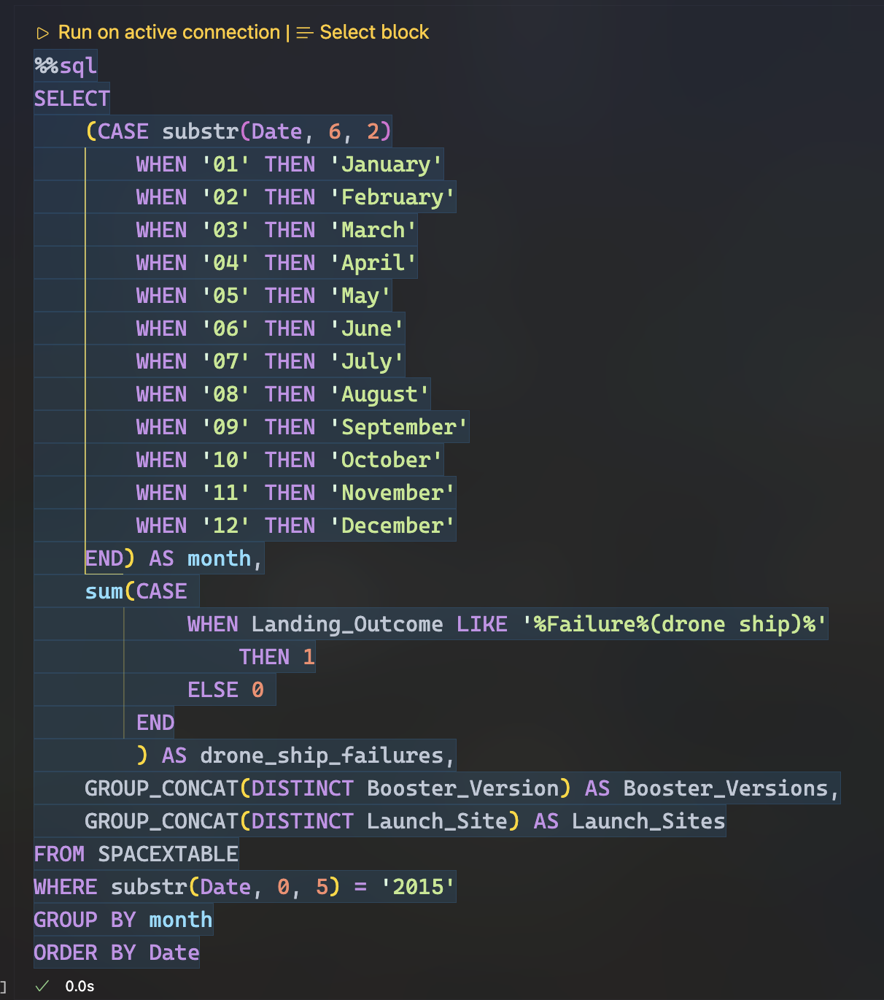 Run on active connection | Select block
%%sql
SELECT
    (CASE substr(Date, 6, 2)
        WHEN '01' THEN 'January'
        WHEN '02' THEN 'February'
        WHEN '03' THEN 'March'
        WHEN '04' THEN 'April'
        WHEN '05' THEN 'May'
        WHEN '06' THEN 'June'
        WHEN '07' THEN 'July'
        WHEN '08' THEN 'August'
        WHEN '09' THEN 'September'
        WHEN '10' THEN 'October'
        WHEN '11' THEN 'November'
        WHEN '12' THEN 'December'
    END) AS month,
    sum(CASE
            WHEN Landing_Outcome LIKE '%Failure%(drone ship)%'
                THEN 1
            ELSE 0
        END
        ) AS drone_ship_failures,
    GROUP_CONCAT(DISTINCT Booster_Version) AS Booster_Versions,
    GROUP_CONCAT(DISTINCT Launch_Site) AS Launch_Sites
FROM SPACEXTABLE
WHERE substr(Date, 0, 5) = '2015'
GROUP BY month
ORDER BY Date
] ✓ 0.0s